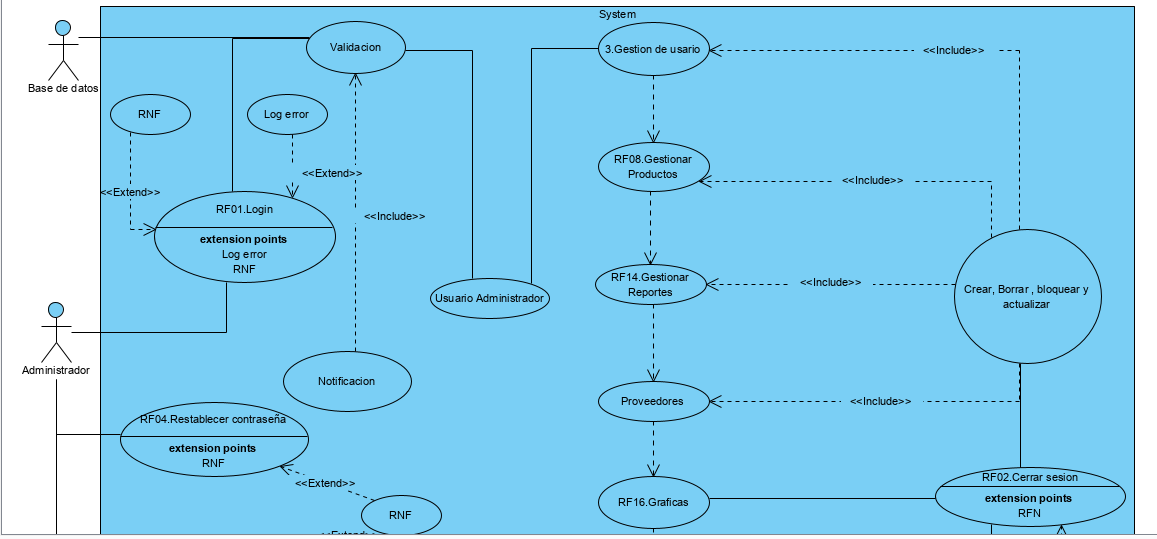 System
Validacion
3.Gestion de usario
<<Include>>
Base de datos
RNF
Log error
<<Extend>>
<<Extend>>
RF08.Gestionar
Productos
<<Include>>
RF01.Login
extension points
Log error
RNF
<<Include>>
RF14.Gestionar
Reportes
<<Include>>
Usuario Administrador
Crear, Borrar , bloquear y
actualizar
Administrador
Notificacion
Proveedores
<<Include>>
RF04.Restablecer contraseña
extension points
RNF
<<Extend>>
RNF
RF16.Graficas
RF02.Cerrar sesion
extension points
RFN
<<Extend>>